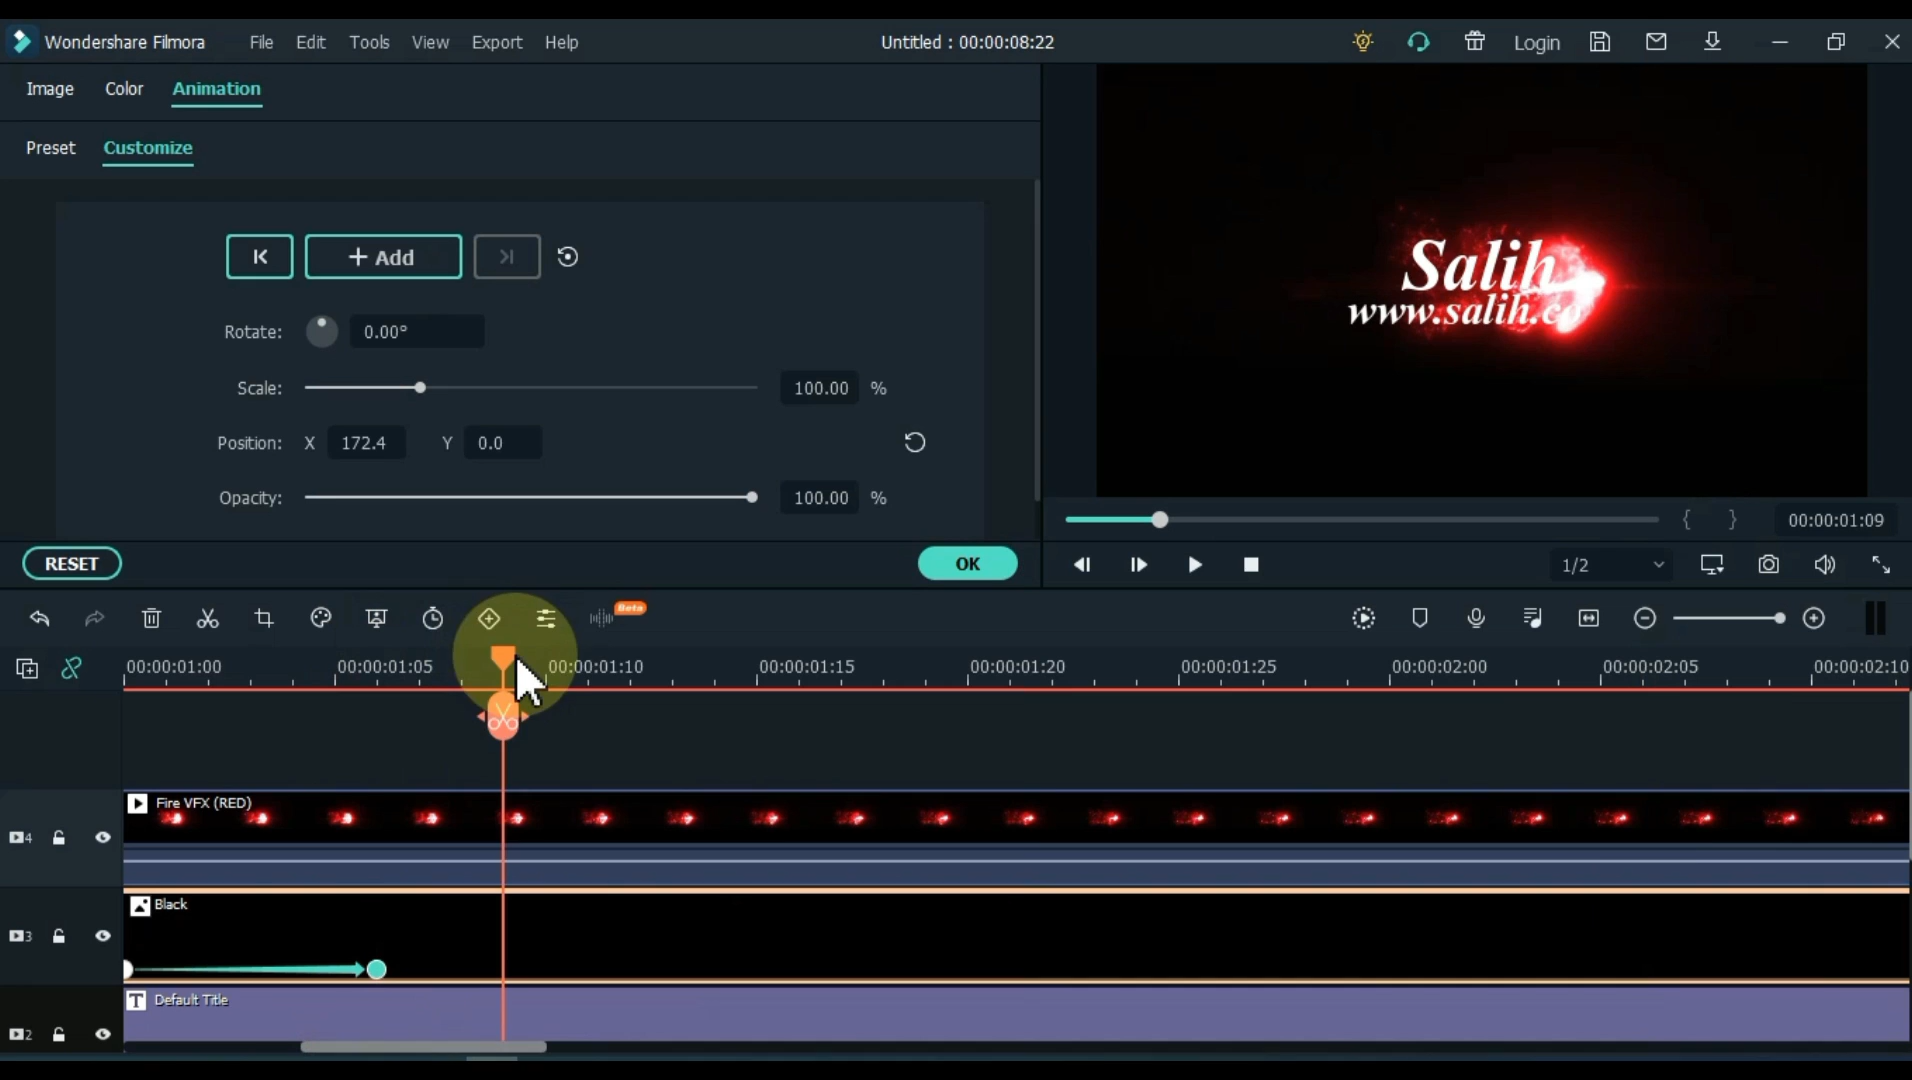 Wondershare Filmora File Edit Tools View Export Help Untitled : 00:00:08:22 Login
Image Color Animation
Preset Customize
+ Add
Rotate: 0.00°
Scale: 100.00 %
Position: X 172.4 Y 0.0
Opacity: 100.00 %
RESET OK
Salih
www.salih.co
{ } 00:00:01:09
1/2
Beta
00:00:01:00 00:00:01:05 00:00:01:10 00:00:01:15 00:00:01:20 00:00:01:25 00:00:02:00 00:00:02:05 00:00:02:10
Fire VFX (RED)
4
Black
3
T Default Title
2